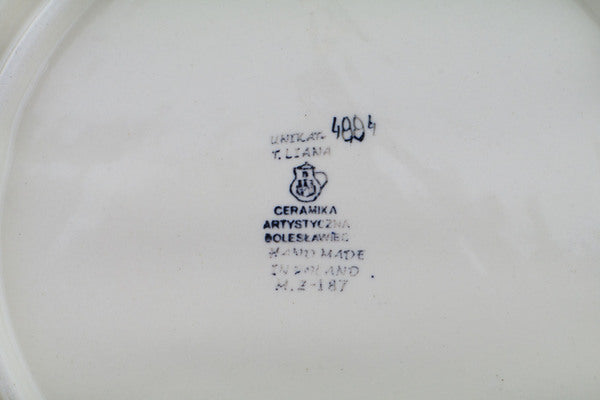 UNIKAT 4004
T. LIANA
CERAMIKA
ARTYSTYCZNA
BOLESŁAWIEC
HAND MADE
IN POLAND
M.Z-187